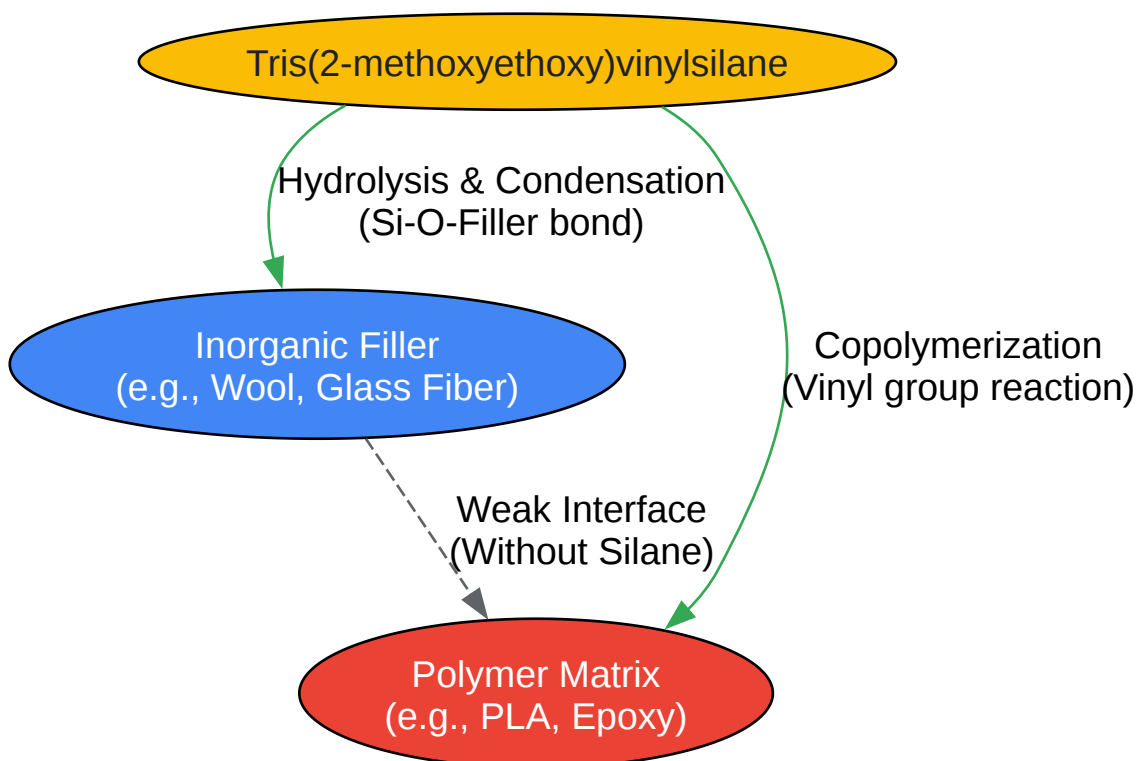 Tris(2-methoxyethoxy)vinylsilane
Hydrolysis & Condensation
(Si-O-Filler bond)
Inorganic Filler
(e.g., Wool, Glass Fiber)
Copolymerization
(Vinyl group reaction)
Weak Interface
(Without Silane)
Polymer Matrix
(e.g., PLA, Epoxy)